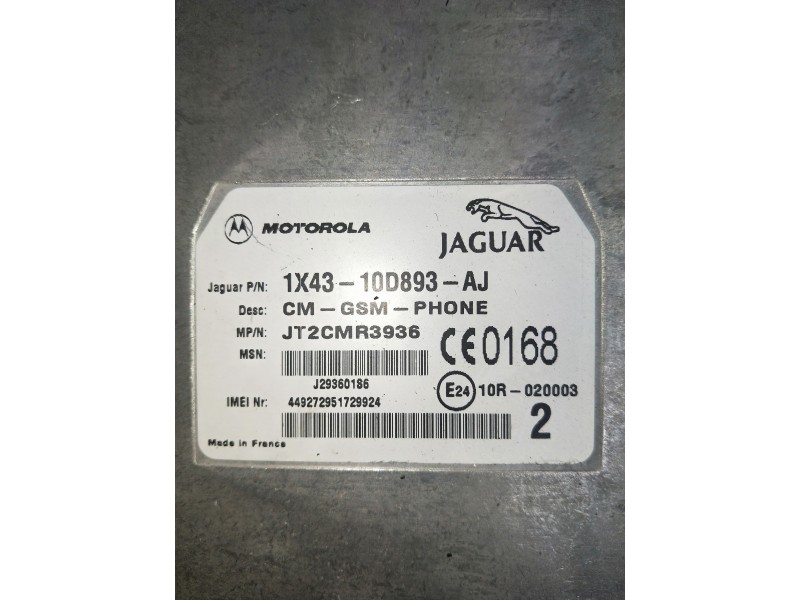 MOTOROLA
JAGUAR
Jaguar P/N: 1X43-10D893-AJ
Desc: CM-GSM-PHONE
MP/N: JT2CMR3936
MSN:
J293601S6
CE0168
E24 10R-020003
IMEI Nr: 449272951729924
2
Made in France